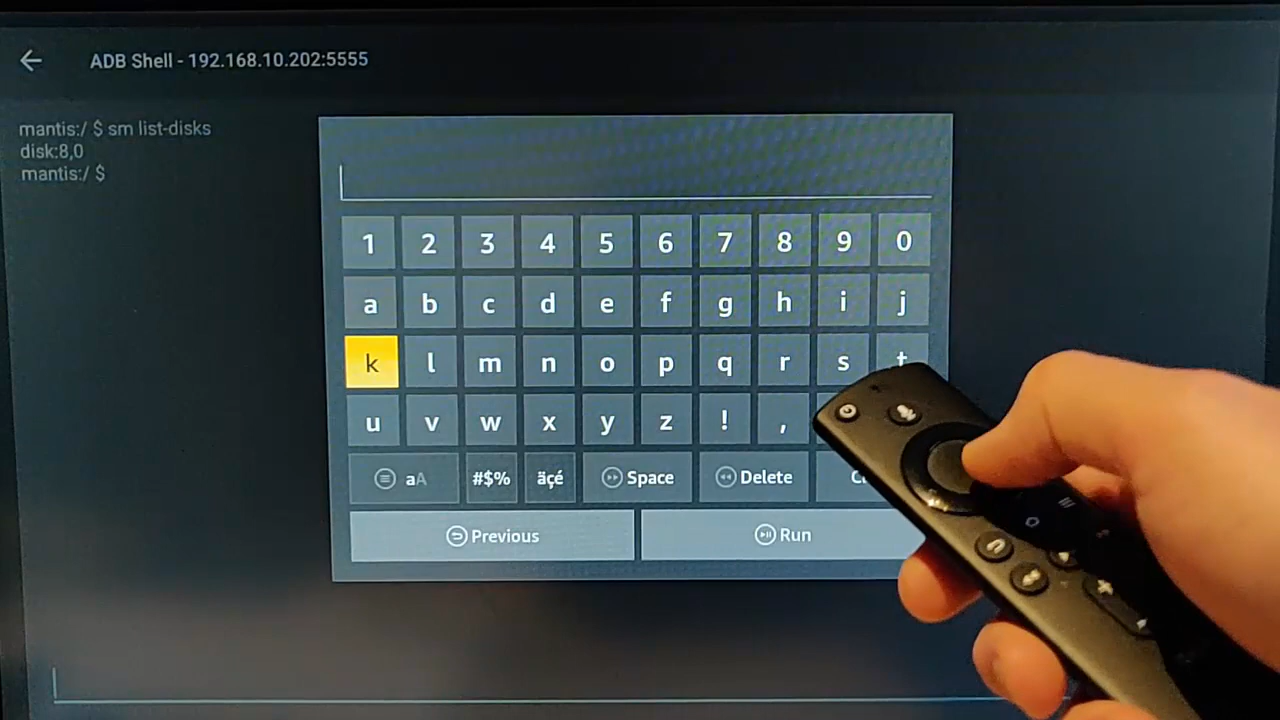 ADB Shell - 192.168.10.202:5555
mantis:/ $ sm list-disks
disk:8,0
mantis:/ $
1 2 3 4 5 6 7 8 9 0
a b c d e f g h i j
k l m n o p q r s t
u v w x y z ! ,
aA #$% äçé Space Delete
Previous Run